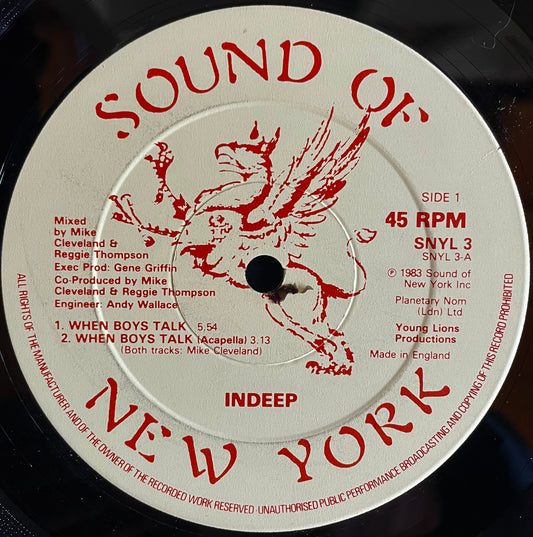 SOUND OF
NEW YORK
SIDE 1
45 RPM
SNYL 3
SNYL 3-A
℗ 1983 Sound of
New York Inc
Planetary Nom
(Ldn) Ltd
Young Lions
Productions
Made in England
Mixed
by Mike
Cleveland &
Reggie Thompson
Exec Prod: Gene Griffin
Co-Produced by Mike
Cleveland & Reggie Thompson
Engineer: Andy Wallace
1. WHEN BOYS TALK 5.54
2. WHEN BOYS TALK (Acapella) 3.13
(Both tracks: Mike Cleveland)
INDEEP
ALL RIGHTS OF THE MANUFACTURER AND OF THE OWNER OF THE RECORDED WORK RESERVED · UNAUTHORISED PUBLIC PERFORMANCE BROADCASTING AND COPYING OF THIS RECORD PROHIBITED